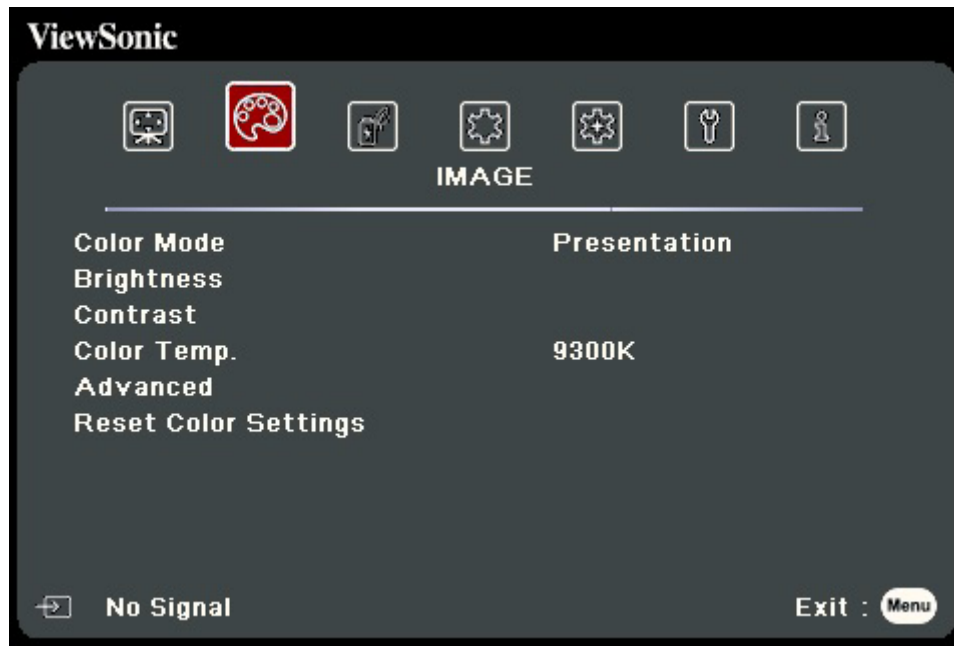 ViewSonic
IMAGE
Color Mode Presentation
Brightness
Contrast
Color Temp. 9300K
Advanced
Reset Color Settings
No Signal Exit : Menu